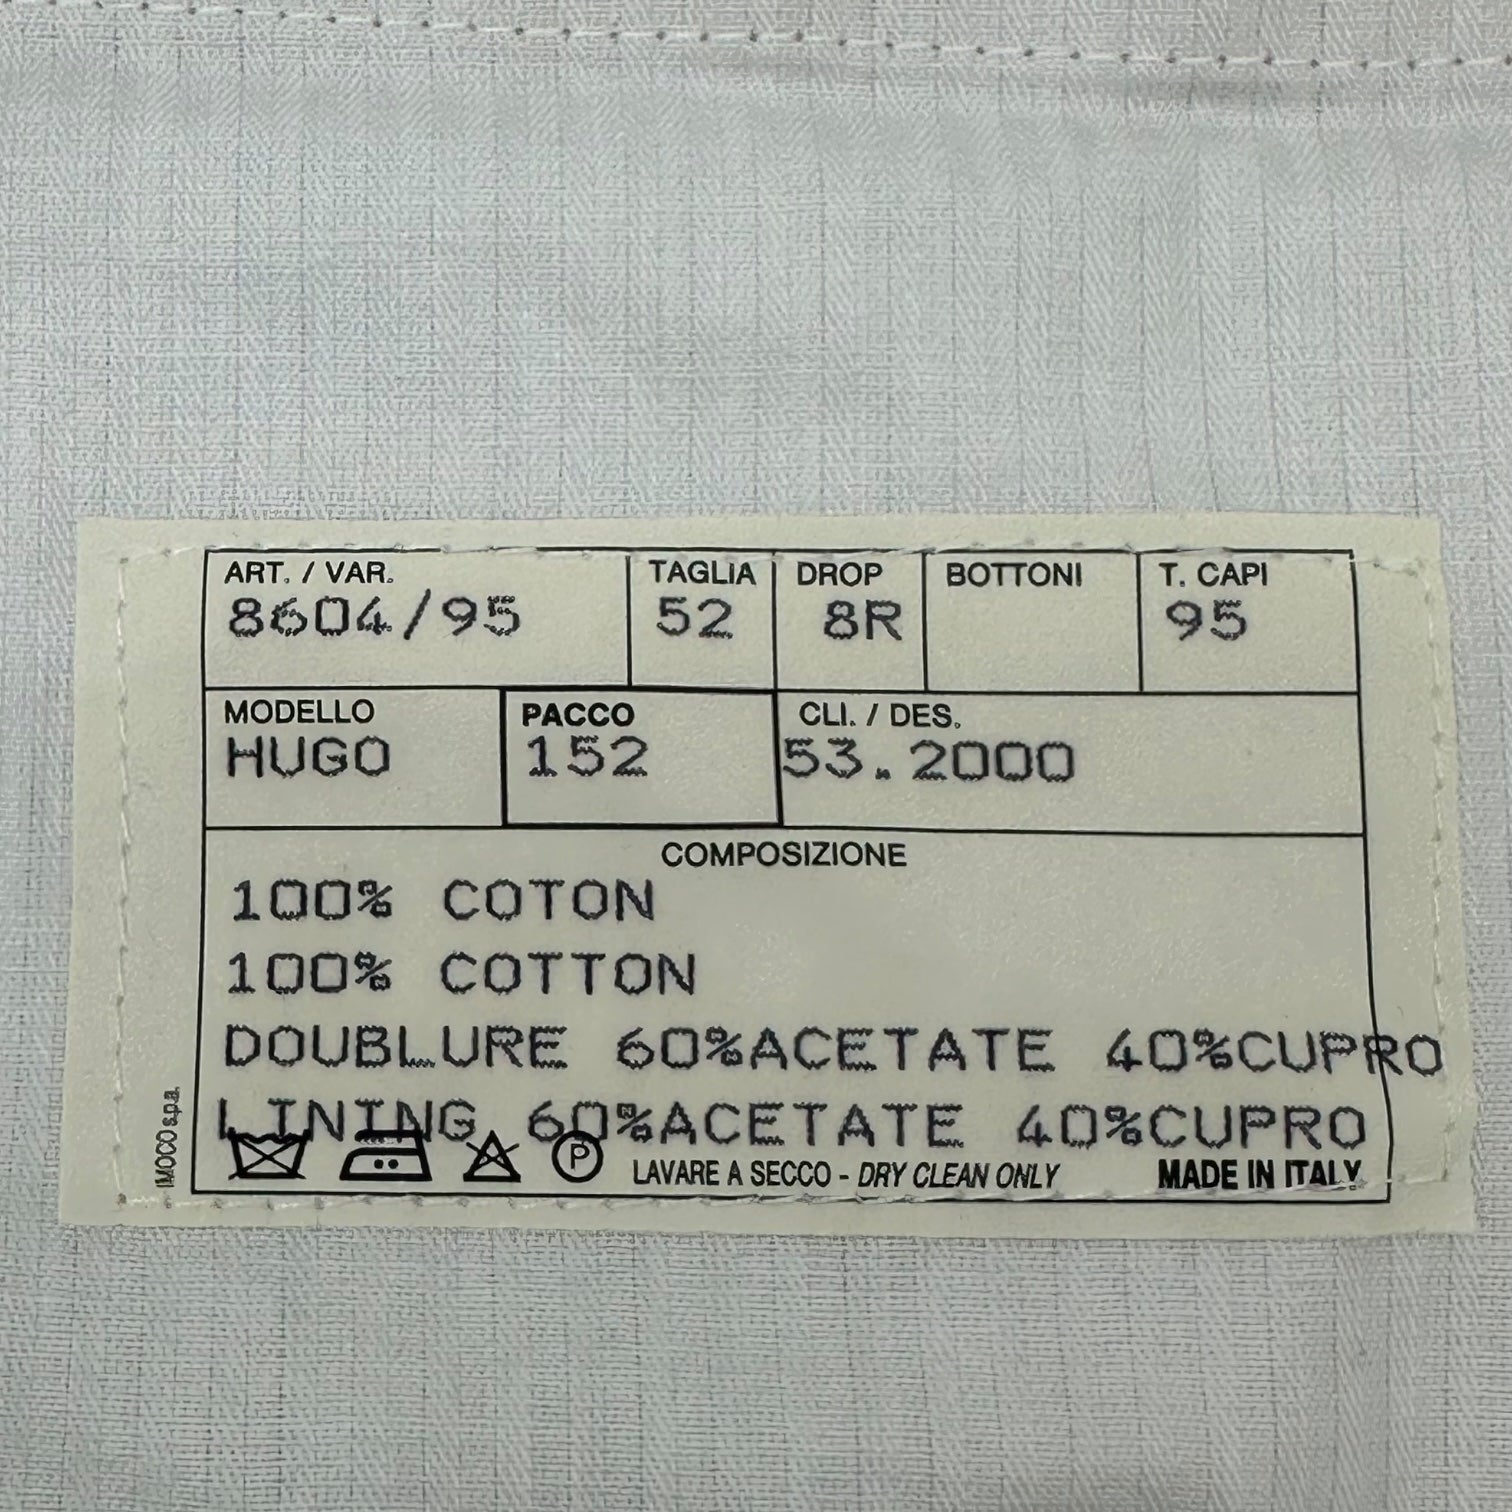 ART. / VAR. TAGLIA DROP BOTTONI T. CAPI
8604/95 52 8R 95
MODELLO PACCO CLI. / DES.
HUGO 152 53.2000
COMPOSIZIONE
100% COTON
100% COTTON
DOUBLURE 60%ACETATE 40%CUPRO
LINING 60%ACETATE 40%CUPRO
P LAVARE A SECCO - DRY CLEAN ONLY MADE IN ITALY
IMOCO s.p.a.